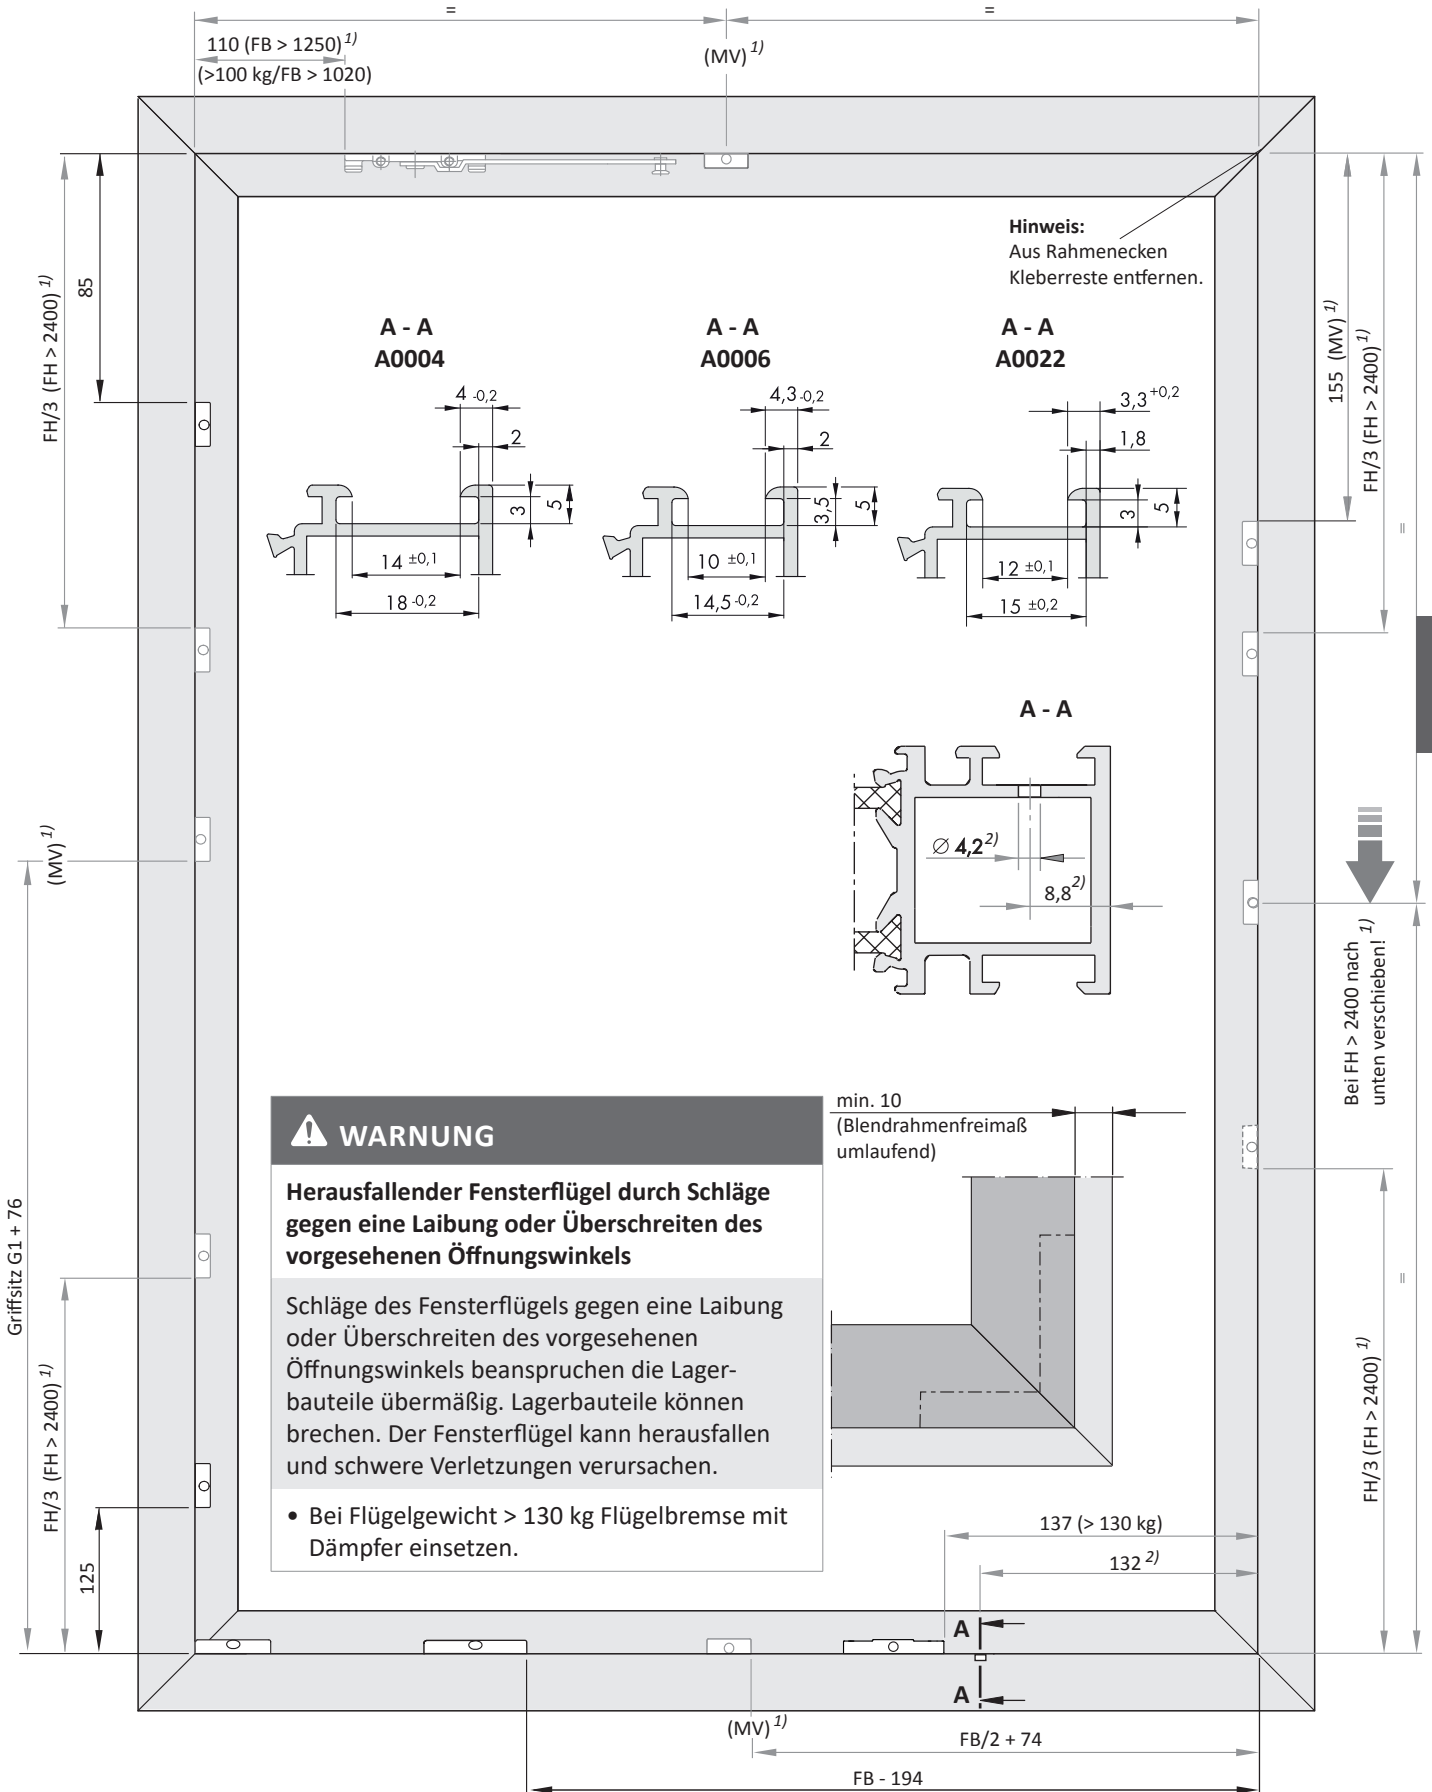 =
=
110 (FB > 1250) 1)
(>100 kg/FB > 1020)
(MV) 1)
Hinweis:
Aus Rahmenecken
Kleberreste entfernen.
FH/3 (FH > 2400) 1)
85
155 (MV) 1)
FH/3 (FH > 2400) 1)
=
A - A
A0004
A - A
A0006
A - A
A0022
4 -0,2
2
3
5
14 ±0,1
18 -0,2
4,3 -0,2
2
3,5
5
10 ±0,1
14,5 -0,2
3,3 +0,2
1,8
3
5
12 ±0,1
15 ±0,2
A - A
∅ 4,2 2)
8,8 2)
(MV) 1)
Griffsitz G1 + 76
FH/3 (FH > 2400) 1)
125
Bei FH > 2400 nach
unten verschieben! 1)
=
FH/3 (FH > 2400) 1)
WARNUNG
Herausfallender Fensterflügel durch Schläge
gegen eine Laibung oder Überschreiten des
vorgesehenen Öffnungswinkels
Schläge des Fensterflügels gegen eine Laibung
oder Überschreiten des vorgesehenen
Öffnungswinkels beanspruchen die Lager-
bauteile übermäßig. Lagerbauteile können
brechen. Der Fensterflügel kann herausfallen
und schwere Verletzungen verursachen.
• Bei Flügelgewicht > 130 kg Flügelbremse mit
Dämpfer einsetzen.
min. 10
(Blendrahmenfreimaß
umlaufend)
137 (> 130 kg)
132 2)
A
A
(MV) 1)
FB/2 + 74
FB - 194